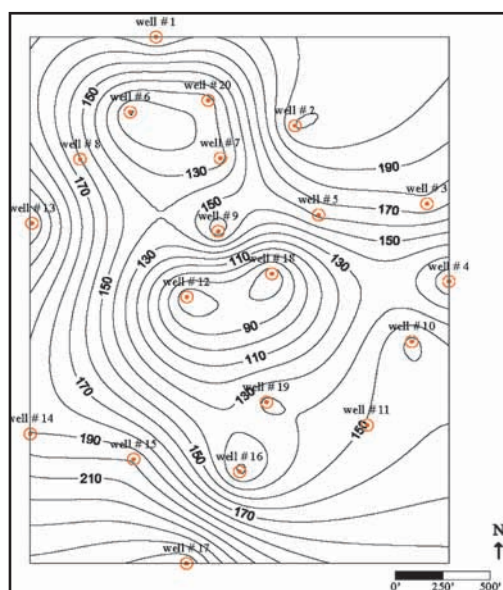 well # 1
150
well # 20
well # 6
well # 2
well # 8
well # 7
190
130
170
well # 3
170
well # 13
150
well # 5
well # 9
150
130
110
130
well # 18
well # 4
well # 12
150
90
well # 10
110
130
well # 19
170
well # 14
well # 11
190
150
well # 15
well # 16
210
150
170
well # 17
N
0' 250' 500'